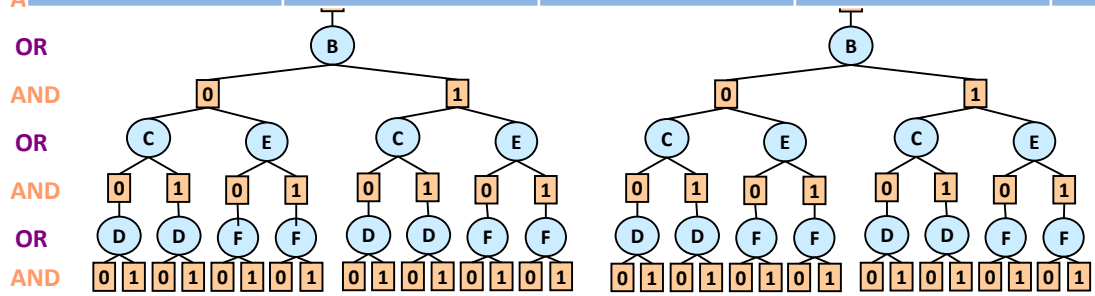 A
OR B B
AND 0 1 0 1
OR C E C E C E C E
AND 0 1 0 1 0 1 0 1 0 1 0 1 0 1 0 1
OR D D F F D D F F D D F F D D F F
AND 0 1 0 1 0 1 0 1 0 1 0 1 0 1 0 1 0 1 0 1 0 1 0 1 0 1 0 1 0 1 0 1